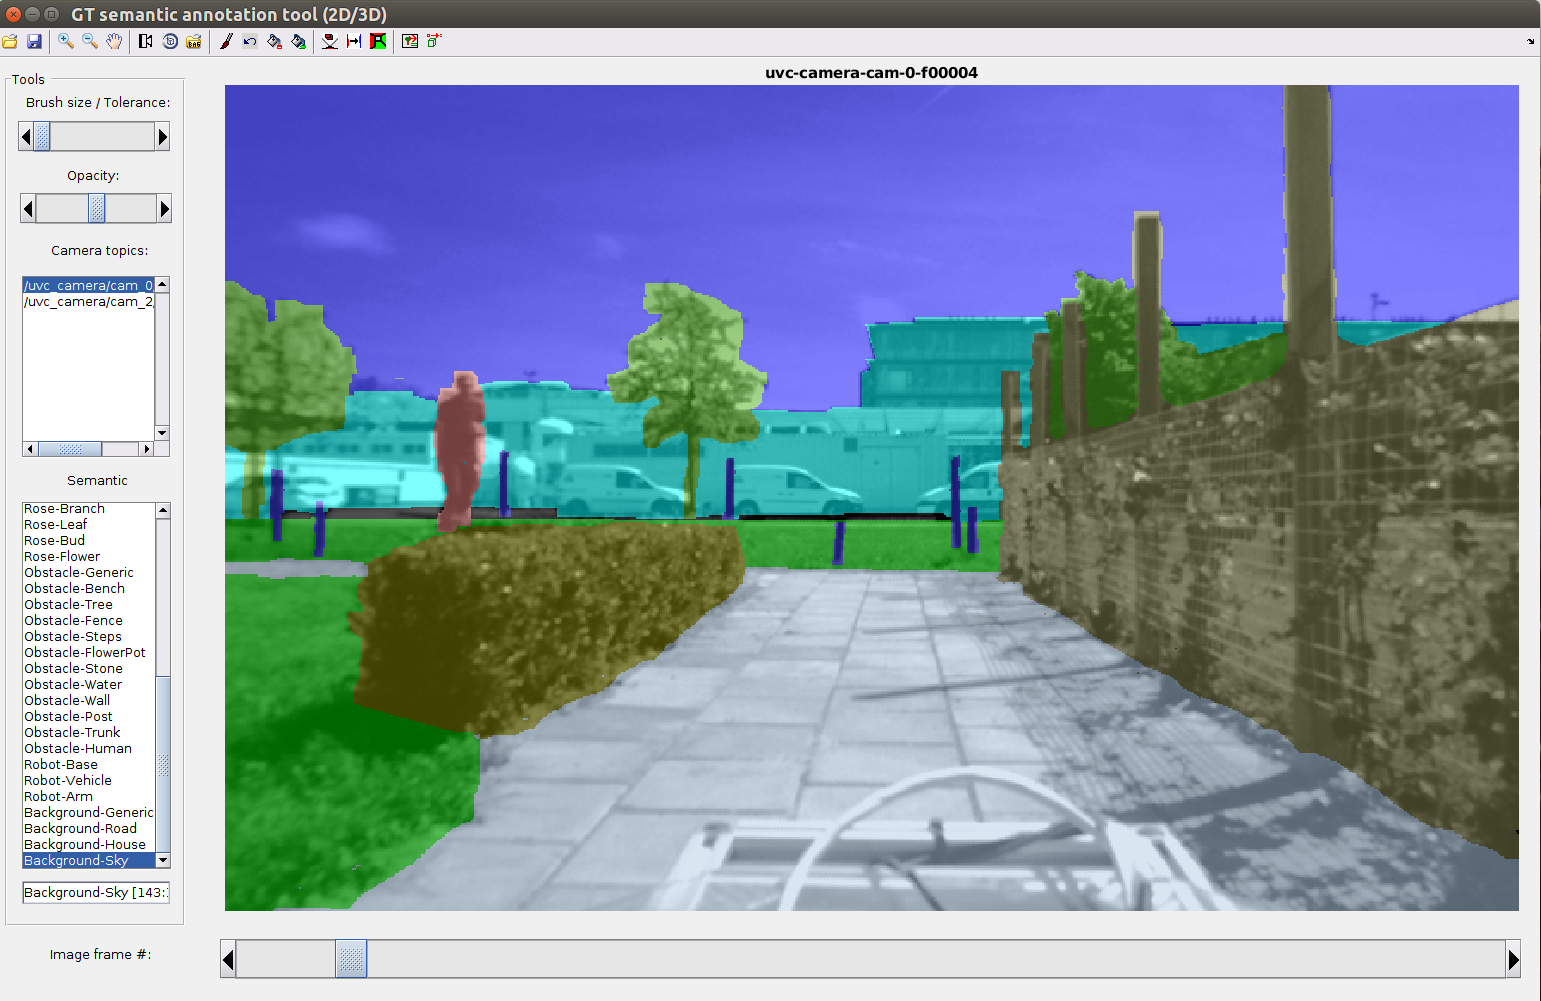 GT semantic annotation tool (2D/3D)
Tools
Brush size / Tolerance:
Opacity:
Camera topics:
/uvc_camera/cam_0
/uvc_camera/cam_2
Semantic
Rose-Branch
Rose-Leaf
Rose-Bud
Rose-Flower
Obstacle-Generic
Obstacle-Bench
Obstacle-Tree
Obstacle-Fence
Obstacle-Steps
Obstacle-FlowerPot
Obstacle-Stone
Obstacle-Water
Obstacle-Wall
Obstacle-Post
Obstacle-Trunk
Obstacle-Human
Robot-Base
Robot-Vehicle
Robot-Arm
Background-Generic
Background-Road
Background-House
Background-Sky
Background-Sky [143:
Image frame #:
uvc-camera-cam-0-f00004